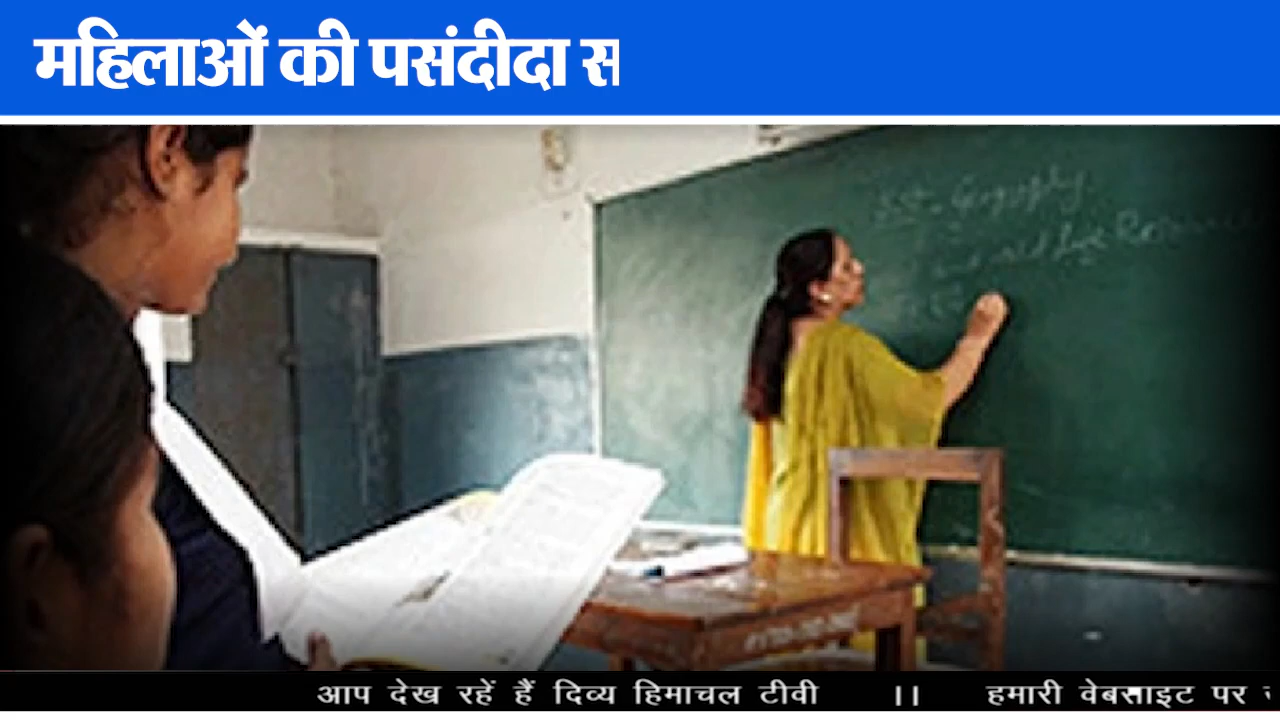 महिलाओं की पसंदीदा स
आप देख रहें हैं दिव्य हिमाचल टीवी || हमारी वेबसाइट पर